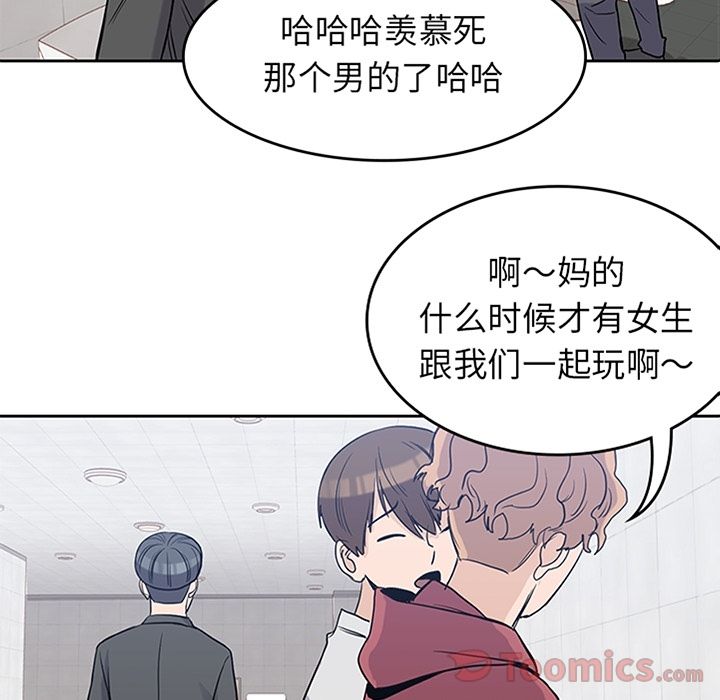 哈哈哈羡慕死
那个男的了哈哈
啊～妈的
什么时候才有女生
跟我们一起玩啊～
Toomics.com